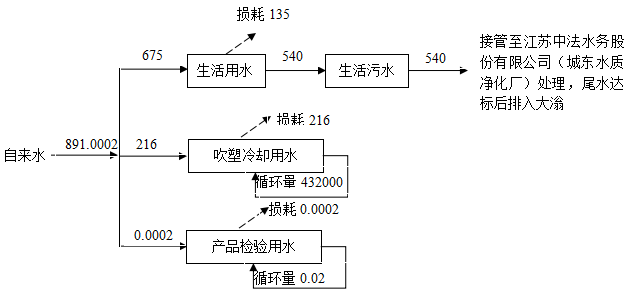 损耗 135
675
生活用水
540
生活污水
540
接管至江苏中法水务股
份有限公司（城东水质
净化厂）处理，尾水达
标后排入大滃
自来水
891.0002
216
损耗 216
吹塑冷却用水
循环量 432000
损耗 0.0002
0.0002
产品检验用水
循环量 0.02